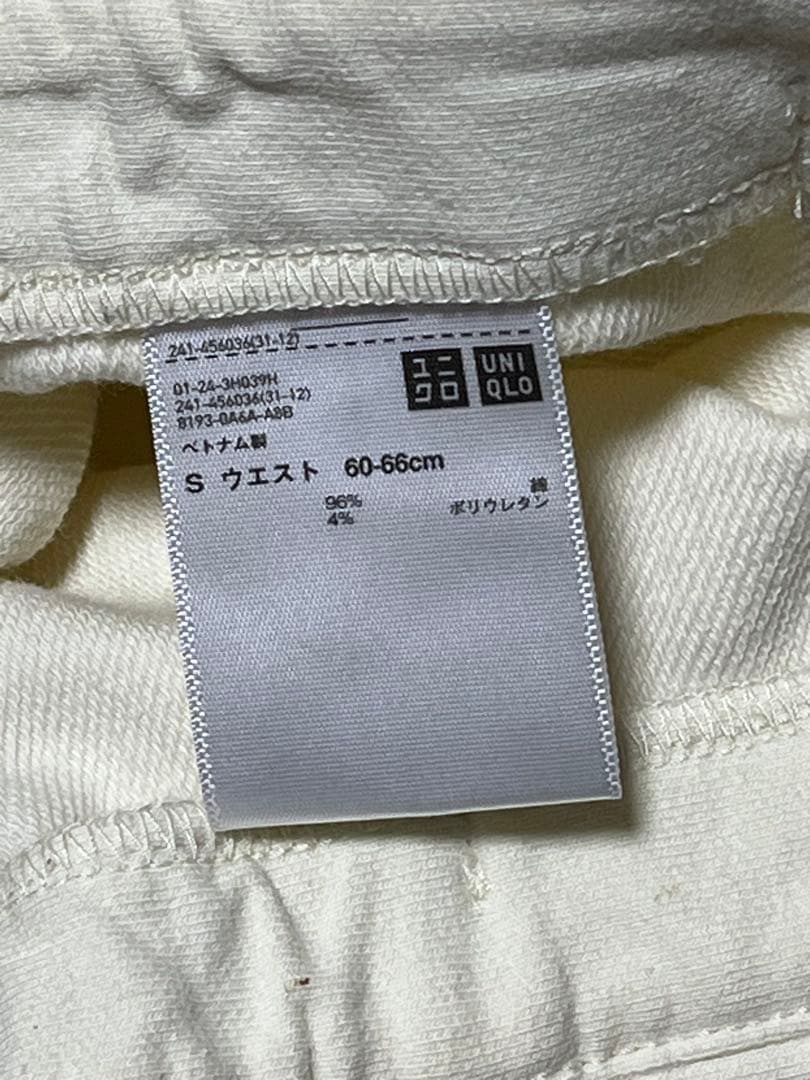 241-456036(31-12)
01-24-3H039H
241-456036(31-12)
8193-0A6A-A8B
ユニクロ
UNIQLO
ベトナム製
S ウエスト 60-66cm
96% 綿
4% ポリウレタン